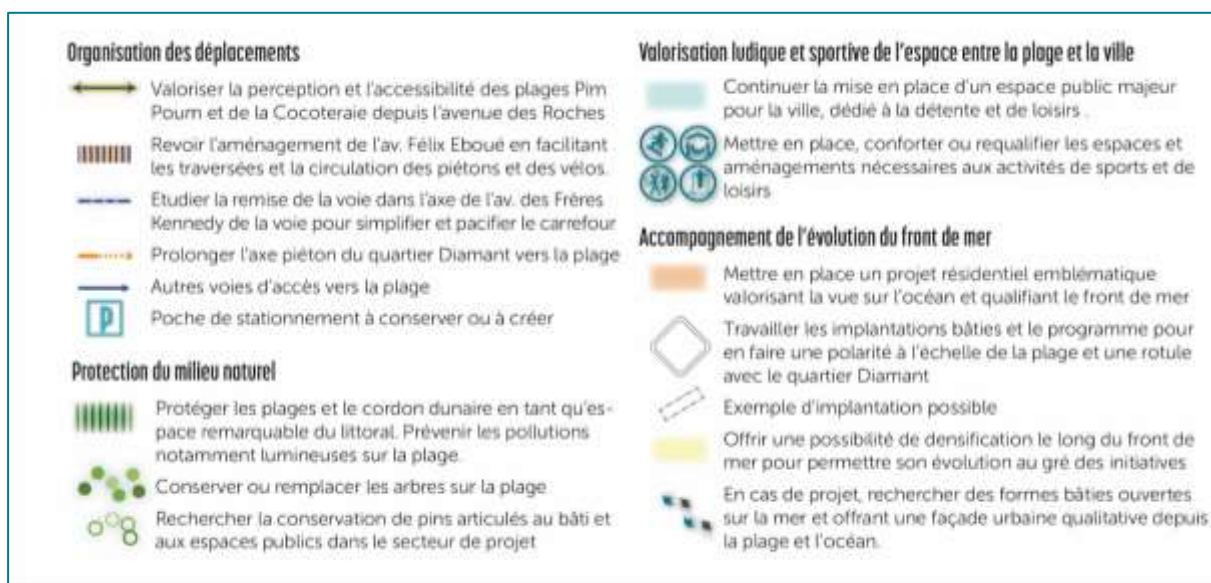 Organisation des déplacements
Valoriser la perception et l'accessibilité des plages Pim
Poum et de la Cocoteraie depuis l'avenue des Roches
Revoir l'aménagement de l'av. Félix Eboué en facilitant
les traversées et la circulation des piétons et des vélos.
Etudier la remise de la voie dans l'axe de l'av. des Frères
Kennedy de la voie pour simplifier et pacifier le carrefour
Prolonger l'axe piéton du quartier Diamant vers la plage
Autres voies d'accès vers la plage
P
Poche de stationnement à conserver ou à créer
Protection du milieu naturel
Protéger les plages et le cordon dunaire en tant qu'es-
pace remarquable du littoral. Prévenir les pollutions
notamment lumineuses sur la plage.
Conserver ou remplacer les arbres sur la plage
Rechercher la conservation de pins articulés au bâti et
aux espaces publics dans le secteur de projet
Valorisation ludique et sportive de l'espace entre la plage et la ville
Continuer la mise en place d'un espace public majeur
pour la ville, dédié à la détente et de loisirs .
Mettre en place, conforter ou requalifier les espaces et
aménagements nécessaires aux activités de sports et de
loisirs
Accompagnement de l'évolution du front de mer
Mettre en place un projet résidentiel emblématique
valorisant la vue sur l'océan et qualifiant le front de mer
Travailler les implantations bâties et le programme pour
en faire une polarité à l'échelle de la plage et une rotule
avec le quartier Diamant
Exemple d'implantation possible
Offrir une possibilité de densification le long du front de
mer pour permettre son évolution au gré des initiatives
En cas de projet, rechercher des formes bâties ouvertes
sur la mer et offrant une façade urbaine qualitative depuis
la plage et l'océan.